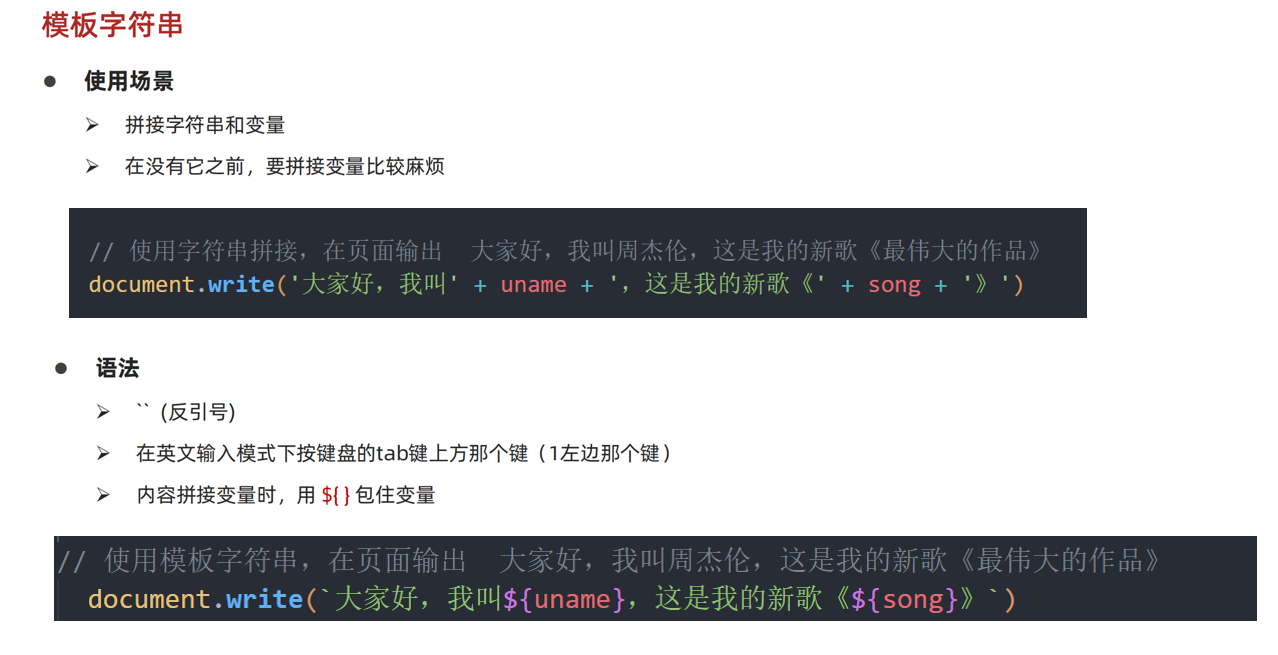 模板字符串
● 使用场景
➢ 拼接字符串和变量
➢ 在没有它之前，要拼接变量比较麻烦
// 使用字符串拼接，在页面输出  大家好，我叫周杰伦，这是我的新歌《最伟大的作品》
document.write('大家好，我叫' + uname + '，这是我的新歌《' + song + '》')
● 语法
➢ `` (反引号)
➢ 在英文输入模式下按键盘的tab键上方那个键（1左边那个键）
➢ 内容拼接变量时，用 ${} 包住变量
// 使用模板字符串，在页面输出  大家好，我叫周杰伦，这是我的新歌《最伟大的作品》
document.write(`大家好，我叫${uname}，这是我的新歌《${song}》`)